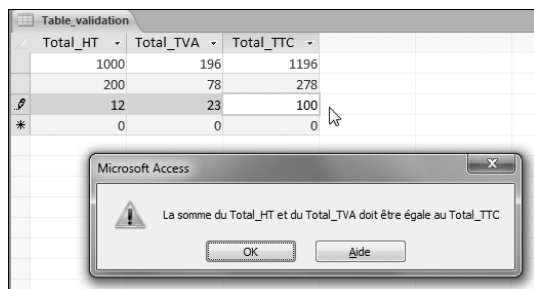 Table_validation
Total_HT Total_TVA Total_TTC
1000 196 1196
200 78 278
12 23 100
0 0 0
Microsoft Access
La somme du Total_HT et du Total_TVA doit être égale au Total_TTC
OK Aide